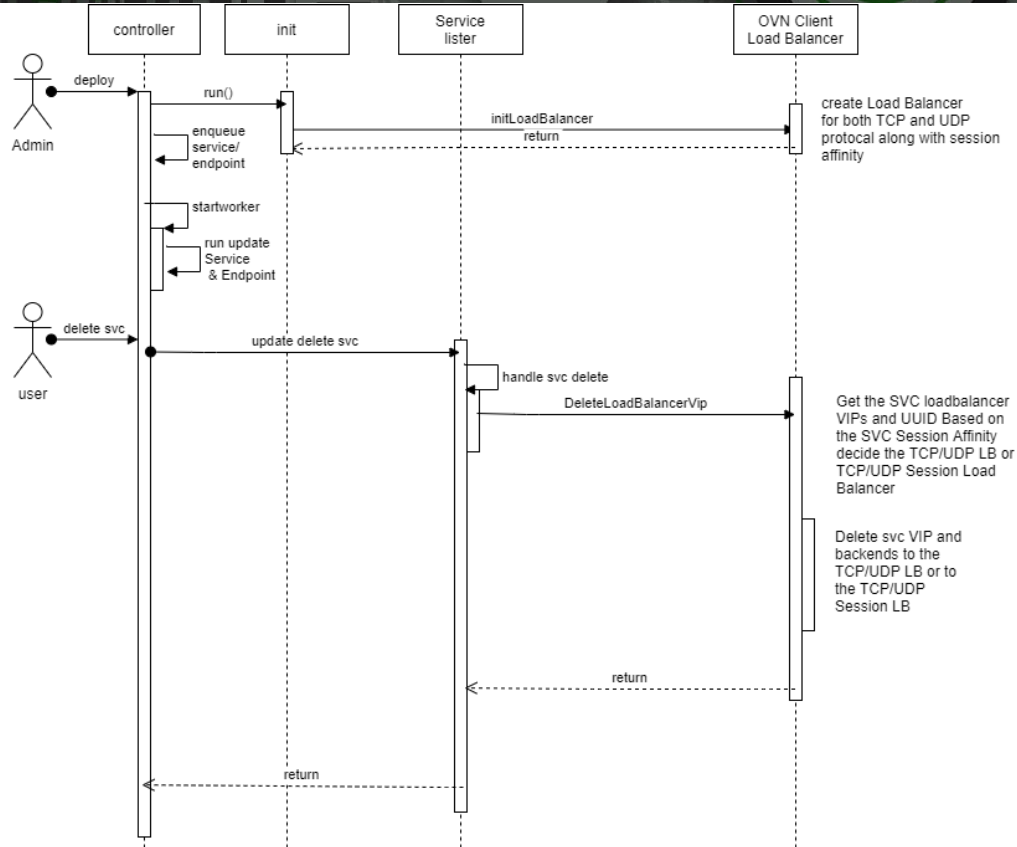 controller
init
Service
lister
OVN Client
Load Balancer
Admin
deploy
run()
initLoadBalancer
return
create Load Balancer
for both TCP and UDP
protocal along with session
affinity
enqueue
service/
endpoint
startworker
run update
Service
& Endpoint
user
delete svc
update delete svc
handle svc delete
DeleteLoadBalancerVip
Get the SVC loadbalancer
VIPs and UUID Based on
the SVC Session Affinity
decide the TCP/UDP LB or
TCP/UDP Session Load
Balancer
Delete svc VIP and
backends to the
TCP/UDP LB or to
the TCP/UDP
Session LB
return
return